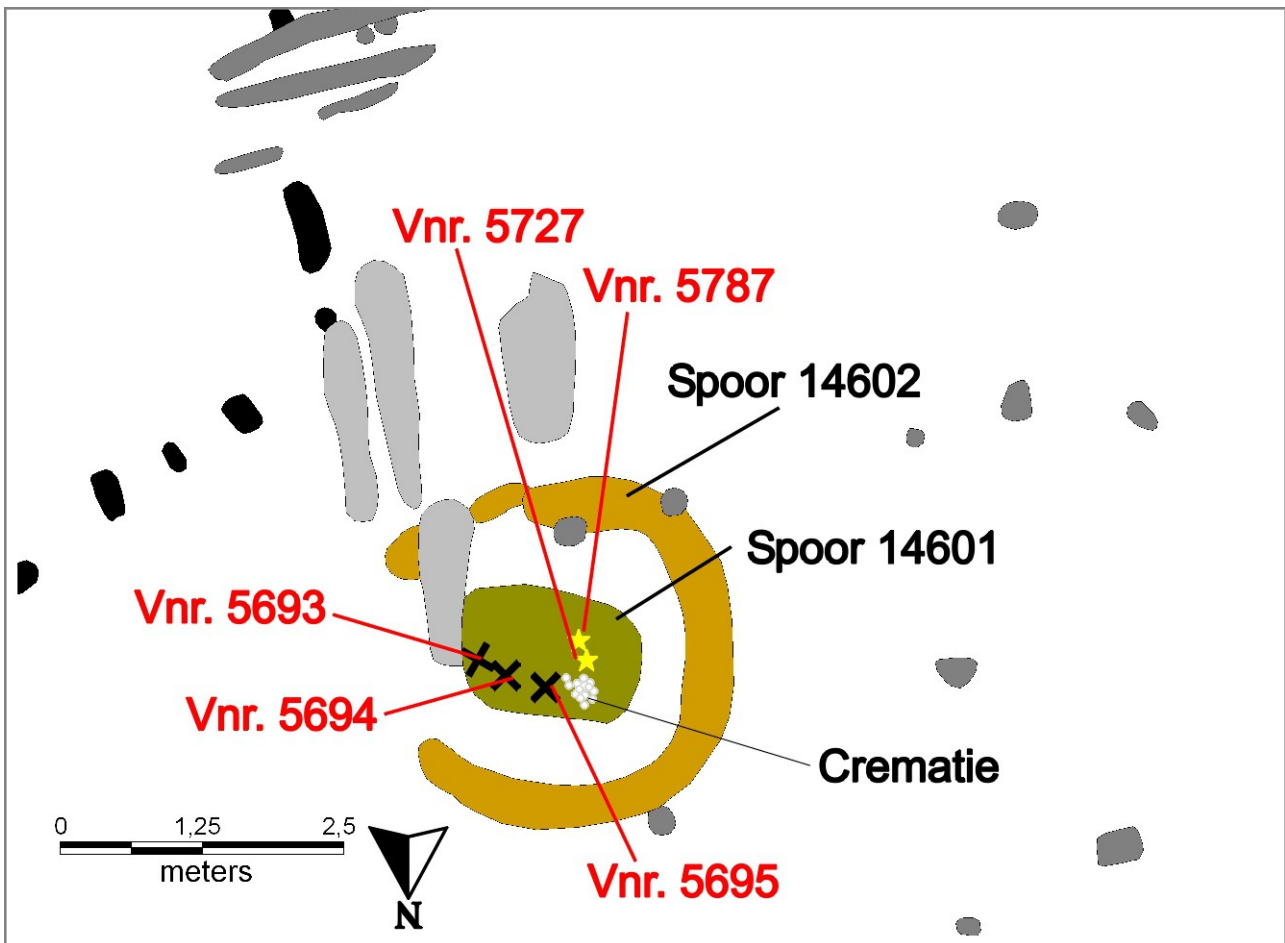 Vnr. 5727
Vnr. 5787
Spoor 14602
Spoor 14601
Vnr. 5693
Vnr. 5694
Crematie
0 1,25 2,5
meters
N
Vnr. 5695